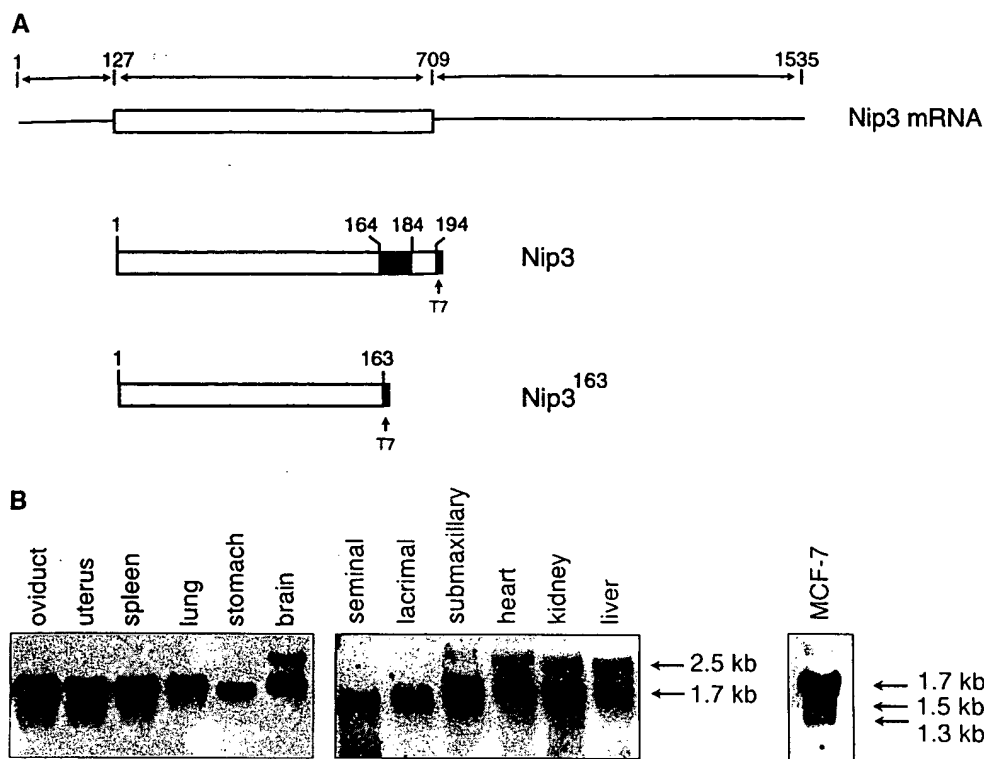 A
1 127 709 1535
Nip3 mRNA
1 164 184 194
Nip3
T7
1 163
Nip3163
T7
B
oviduct
uterus
spleen
lung
stomach
brain
seminal
lacrimal
submaxillary
heart
kidney
liver
MCF-7
2.5 kb
1.7 kb
1.7 kb
1.5 kb
1.3 kb